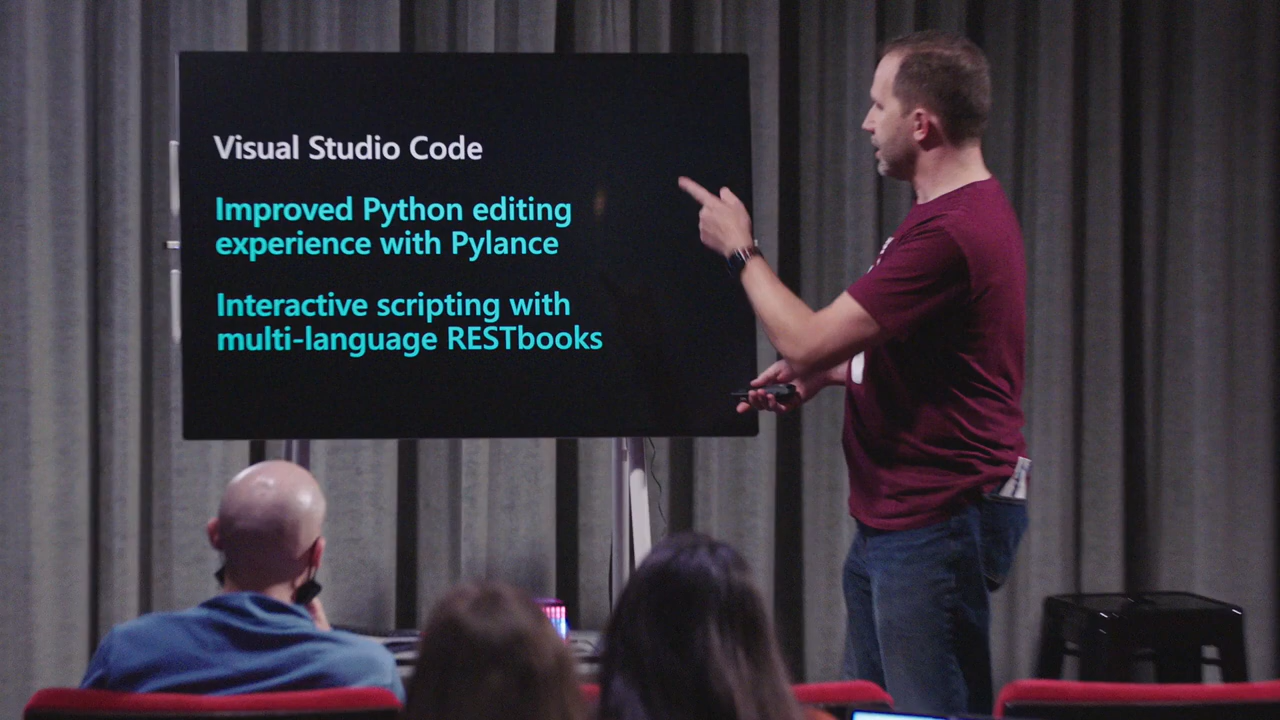 Visual Studio Code
Improved Python editing
experience with Pylance
Interactive scripting with
multi-language RESTbooks